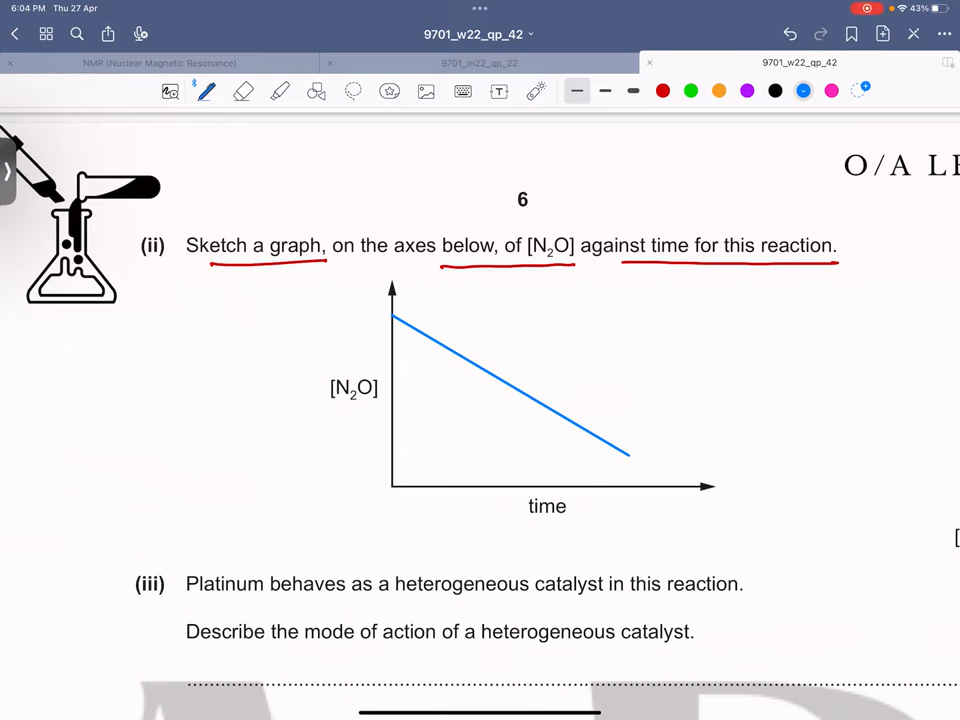 6:04 PM Thu 27 Apr
43%
9701_w22_qp_42
NMR (Nuclear Magnetic Resonance)
9701_m22_qp_22
9701_w22_qp_42
T
O/A LE
6
(ii) Sketch a graph, on the axes below, of [N₂O] against time for this reaction.
[N₂O]
time
[
(iii) Platinum behaves as a heterogeneous catalyst in this reaction.
Describe the mode of action of a heterogeneous catalyst.